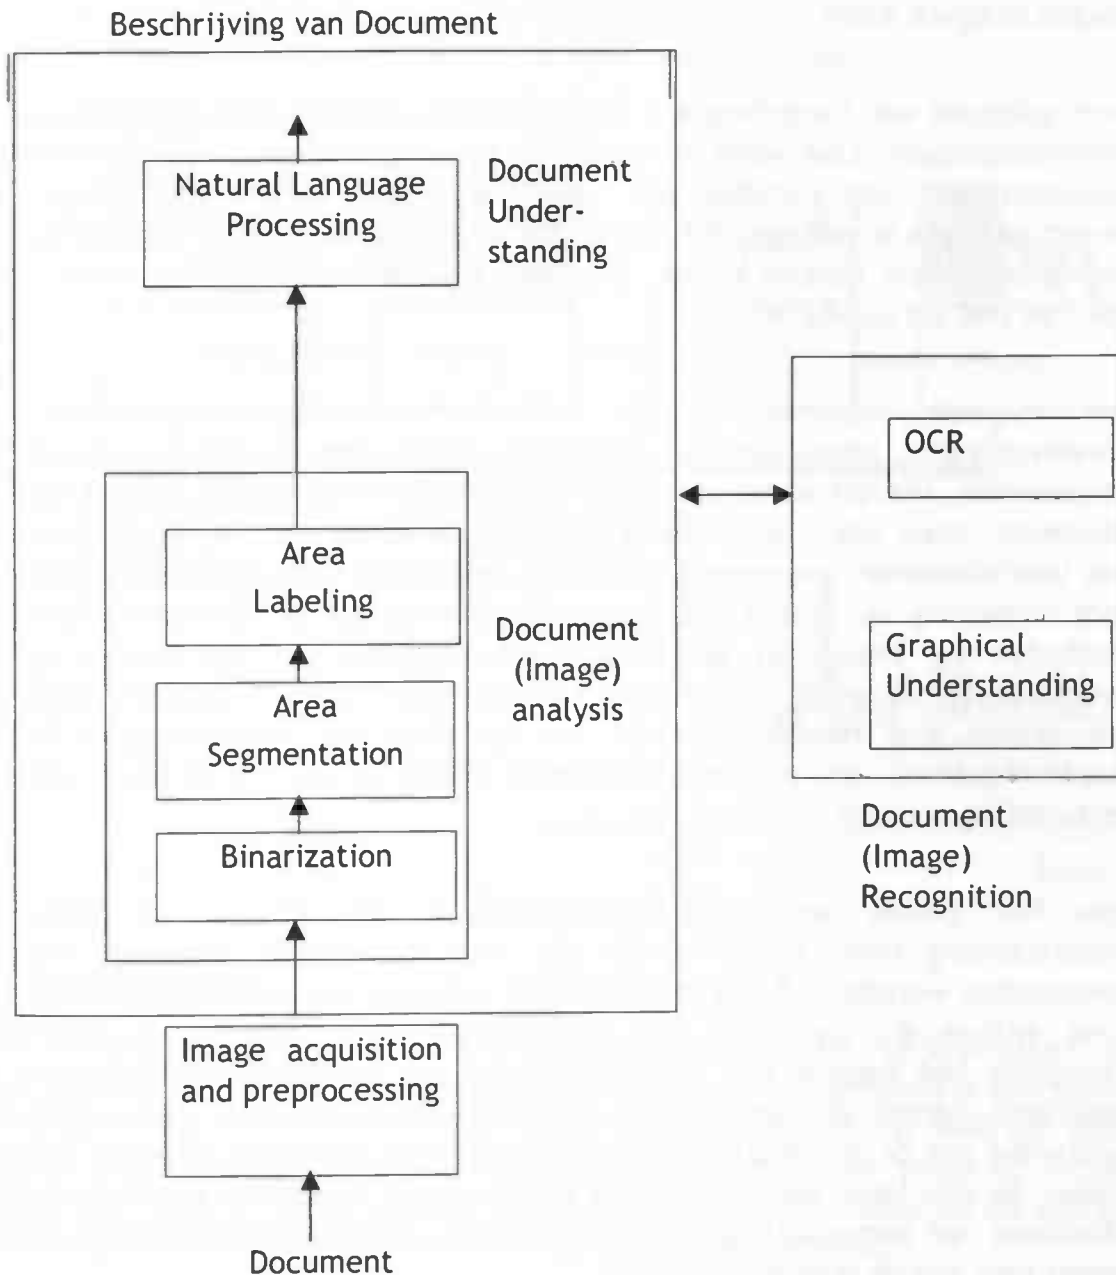 Beschrijving van Document
Natural Language
Processing
Document
Under-
standing
OCR
Area
Labeling
Document
(Image)
analysis
Graphical
Understanding
Area
Segmentation
Binarization
Document
(Image)
Recognition
Image acquisition
and preprocessing
Document